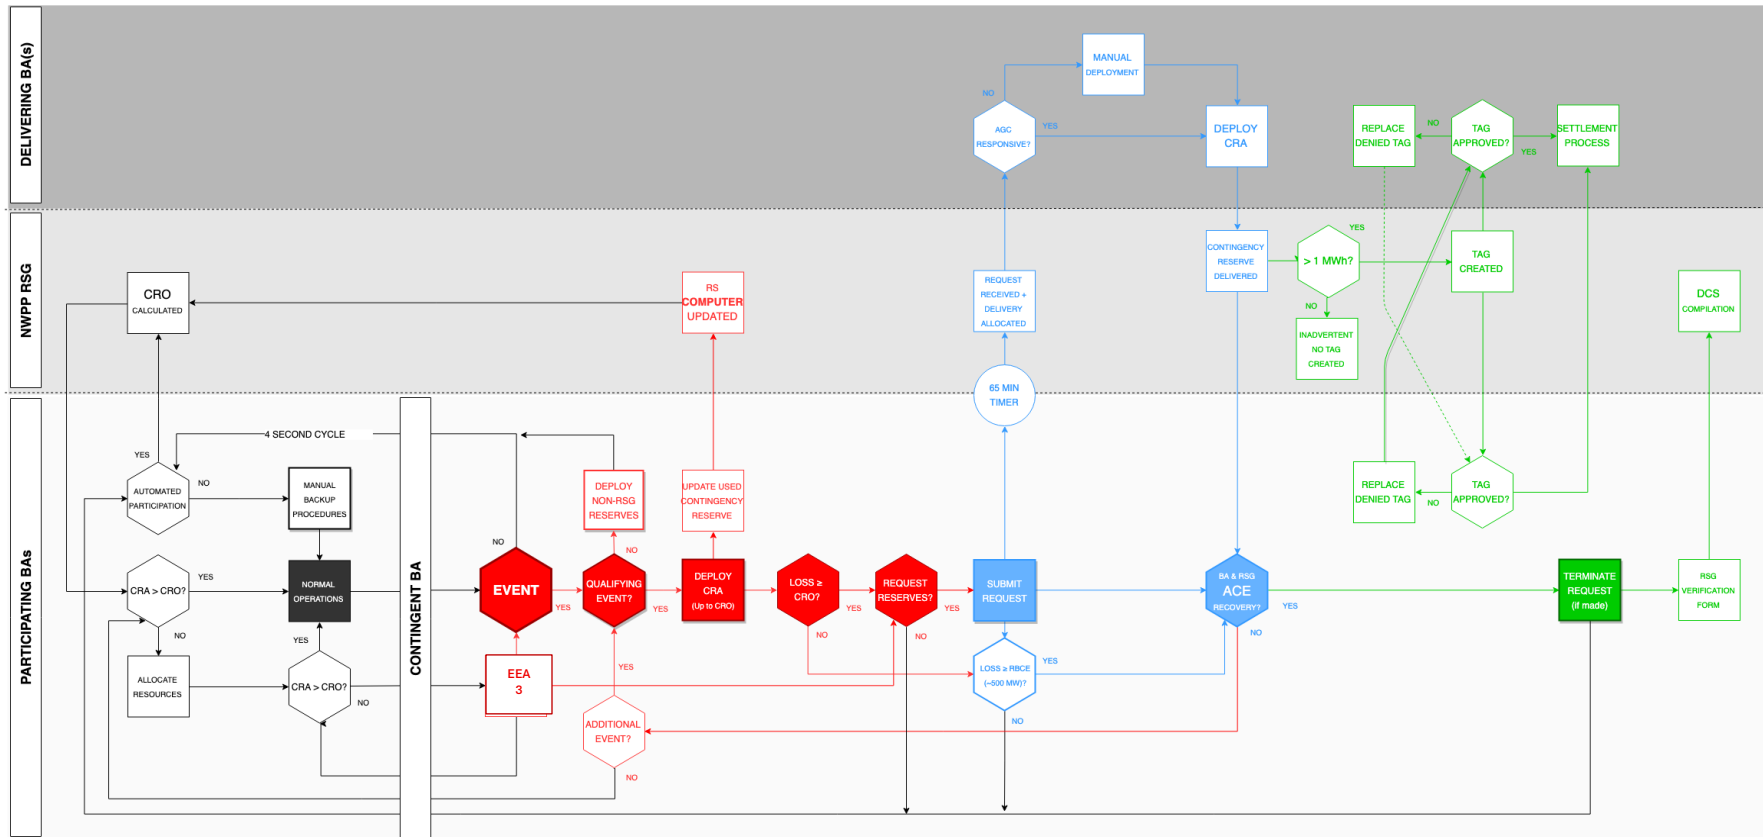 DELIVERING BA(s)
MANUAL
DEPLOYMENT
NO
AGC
RESPONSIVE?
YES
DEPLOY
CRA
REPLACE
DENIED TAG
NO
TAG
APPROVED?
YES
SETTLEMENT
PROCESS
NWPP RSG
CRO
CALCULATED
RS
COMPUTER
UPDATED
REQUEST
RECEIVED +
DELIVERY
ALLOCATED
CONTINGENCY
RESERVE
DELIVERED
> 1 MWh?
YES
NO
INADVERTENT
NO TAG
CREATED
TAG
CREATED
DCS
COMPILATION
65 MIN
TIMER
PARTICIPATING BAs
CONTINGENT BA
4 SECOND CYCLE
YES
AUTOMATED
PARTICIPATION
NO
MANUAL
BACKUP
PROCEDURES
DEPLOY
NON-RSG
RESERVES
UPDATE USED
CONTINGENCY
RESERVE
REPLACE
DENIED TAG
NO
TAG
APPROVED?
CRA > CRO?
YES
NO
NORMAL
OPERATIONS
NO
EVENT
YES
NO
QUALIFYING
EVENT?
YES
DEPLOY
CRA
(Up to CRO)
LOSS ≥
CRO?
YES
NO
REQUEST
RESERVES?
YES
NO
SUBMIT
REQUEST
BA & RSG
ACE
RECOVERY?
YES
NO
TERMINATE
REQUEST
(if made)
RSG
VERIFICATION
FORM
ALLOCATE
RESOURCES
YES
CRA > CRO?
NO
EEA
3
YES
ADDITIONAL
EVENT?
NO
LOSS ≥ RBCE
(~500 MW)?
YES
NO